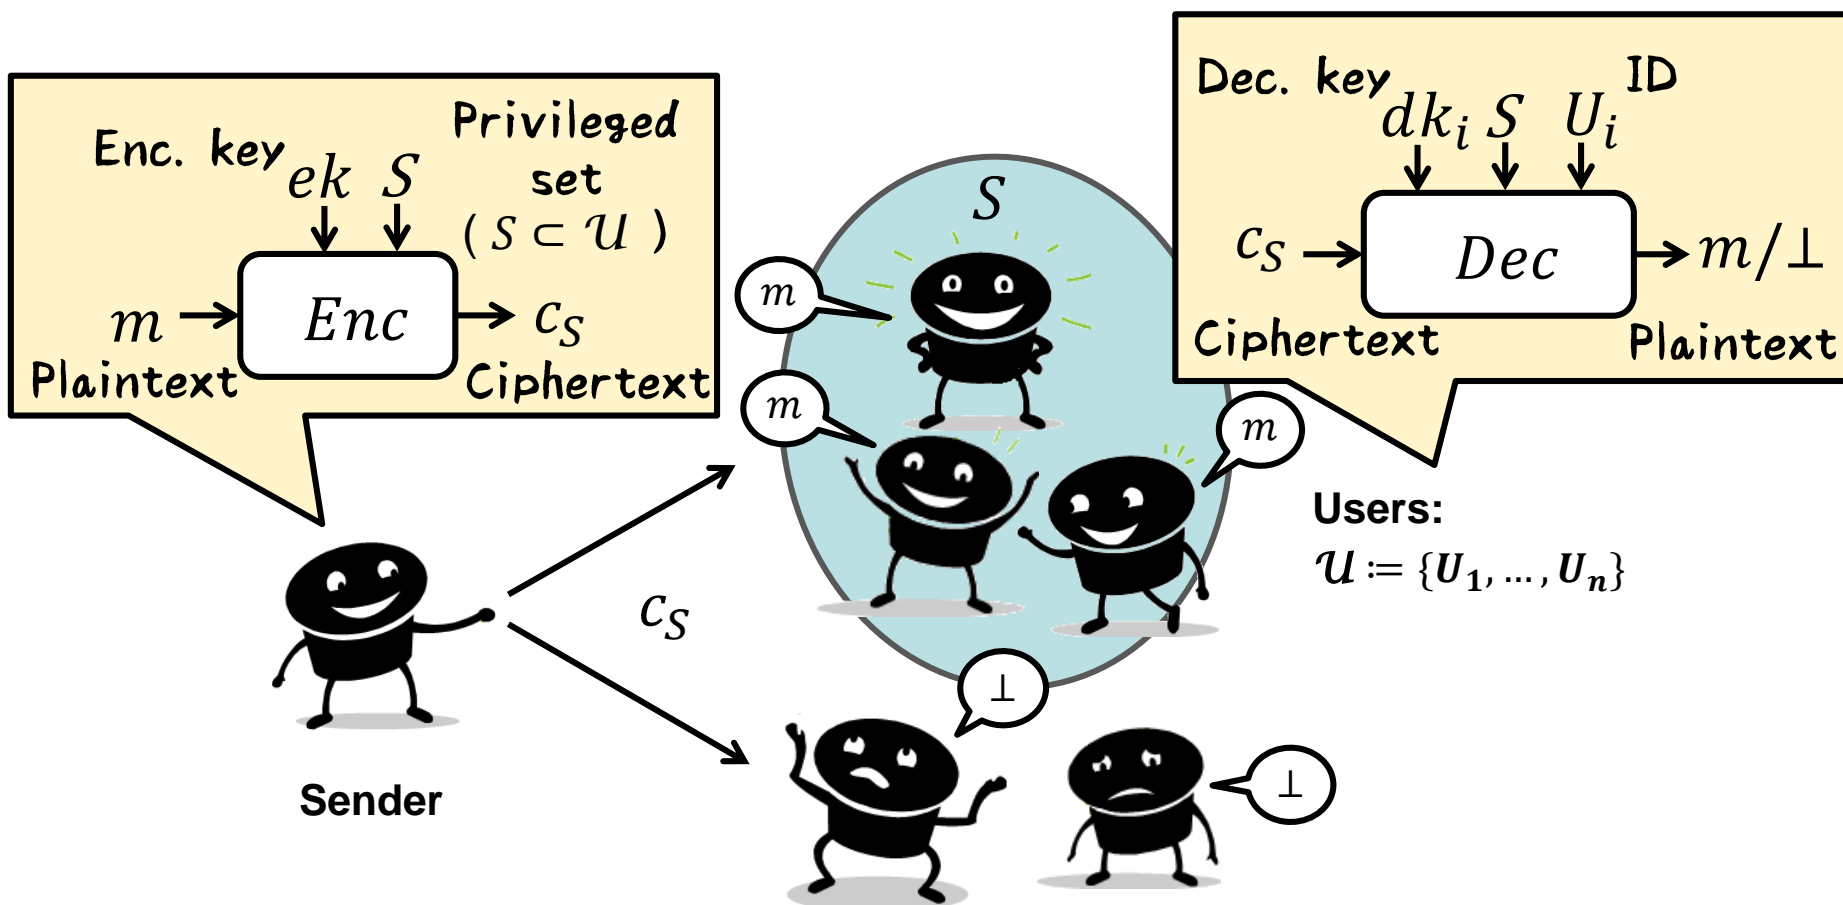 Enc. key
ek
S
Privileged
set
( S ⊂ 𝒰 )
m
Enc
c_S
Plaintext
Ciphertext
Dec. key
dk_i
S
U_i
ID
c_S
Dec
m/⊥
Ciphertext
Plaintext
S
m
m
m
Users:
𝒰 ≔ {U_1, …, U_n}
c_S
⊥
⊥
Sender